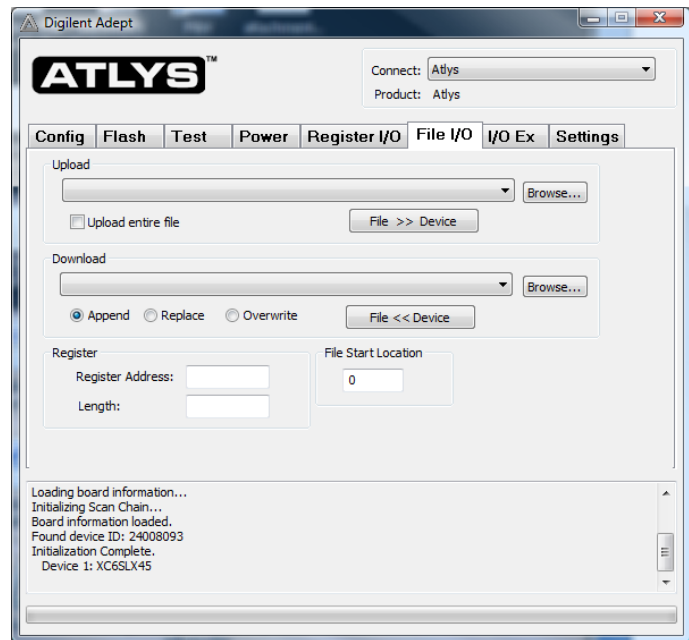 Digilent Adept
ATLYS™
Connect: Atlys
Product: Atlys
Config Flash Test Power Register I/O File I/O I/O Ex Settings
Upload
Browse...
Upload entire file File >> Device
Download
Browse...
Append Replace Overwrite File << Device
Register File Start Location
Register Address: 0
Length:
Loading board information...
Initializing Scan Chain...
Board information loaded.
Found device ID: 24008093
Initialization Complete.
Device 1: XC6SLX45